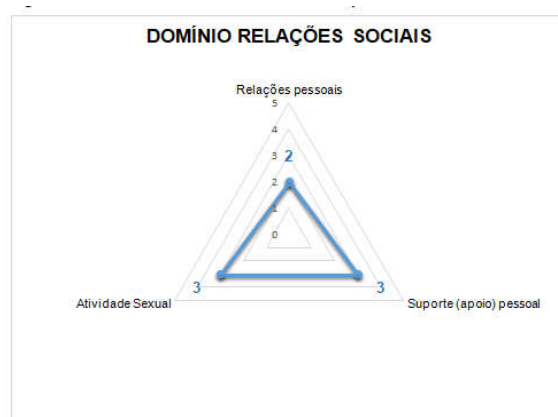 DOMÍNIO RELAÇÕES SOCIAIS
Relações pessoais
5
4
3
2
2
1
0
3
3
Atividade Sexual
Suporte (apoio) pessoal